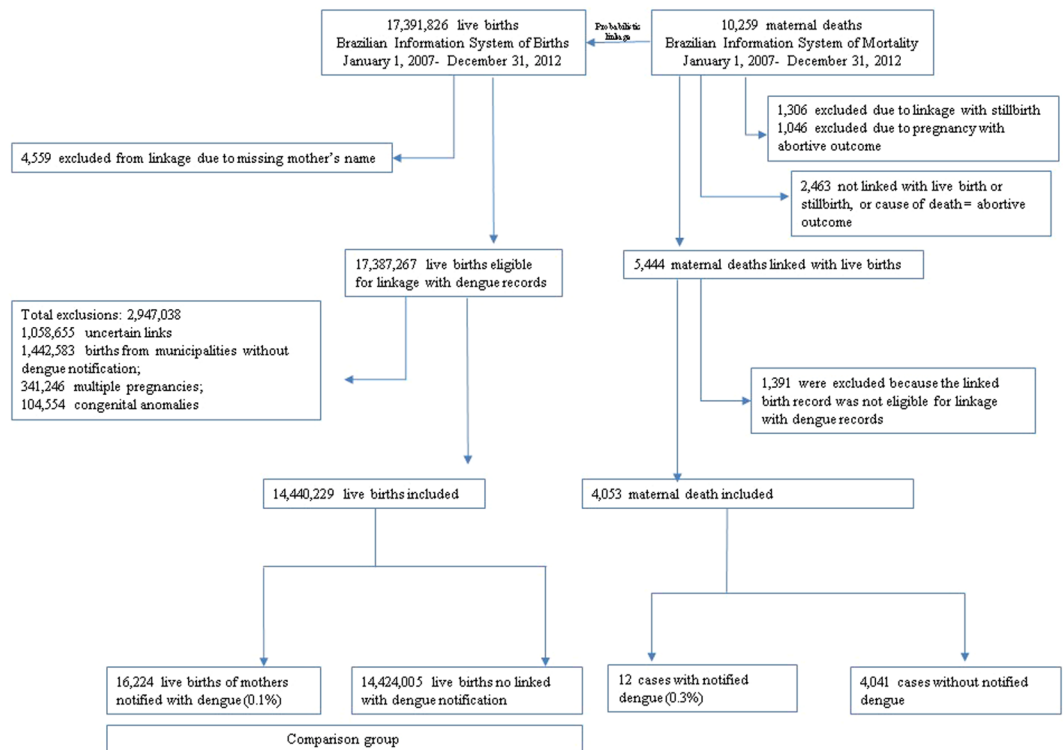 17,391,826 live births
Brazilian Information System of Births
January 1, 2007- December 31, 2012
Probabilistic
linkage
10,259 maternal deaths
Brazilian Information System of Mortality
January 1, 2007- December 31, 2012
1,306 excluded due to linkage with stillbirth
1,046 excluded due to pregnancy with
abortive outcome
4,559 excluded from linkage due to missing mother's name
2,463 not linked with live birth or
stillbirth, or cause of death = abortive
outcome
17,387,267 live births eligible
for linkage with dengue records
5,444 maternal deaths linked with live births
Total exclusions: 2,947,038
1,058,655 uncertain links
1,442,583 births from municipalities without
dengue notification;
341,246 multiple pregnancies;
104,554 congenital anomalies
1,391 were excluded because the linked
birth record was not eligible for linkage
with dengue records
14,440,229 live births included
4,053 maternal death included
16,224 live births of mothers
notified with dengue (0.1%)
14,424,005 live births no linked
with dengue notification
12 cases with notified
dengue (0.3%)
4,041 cases without notified
dengue
Comparison group